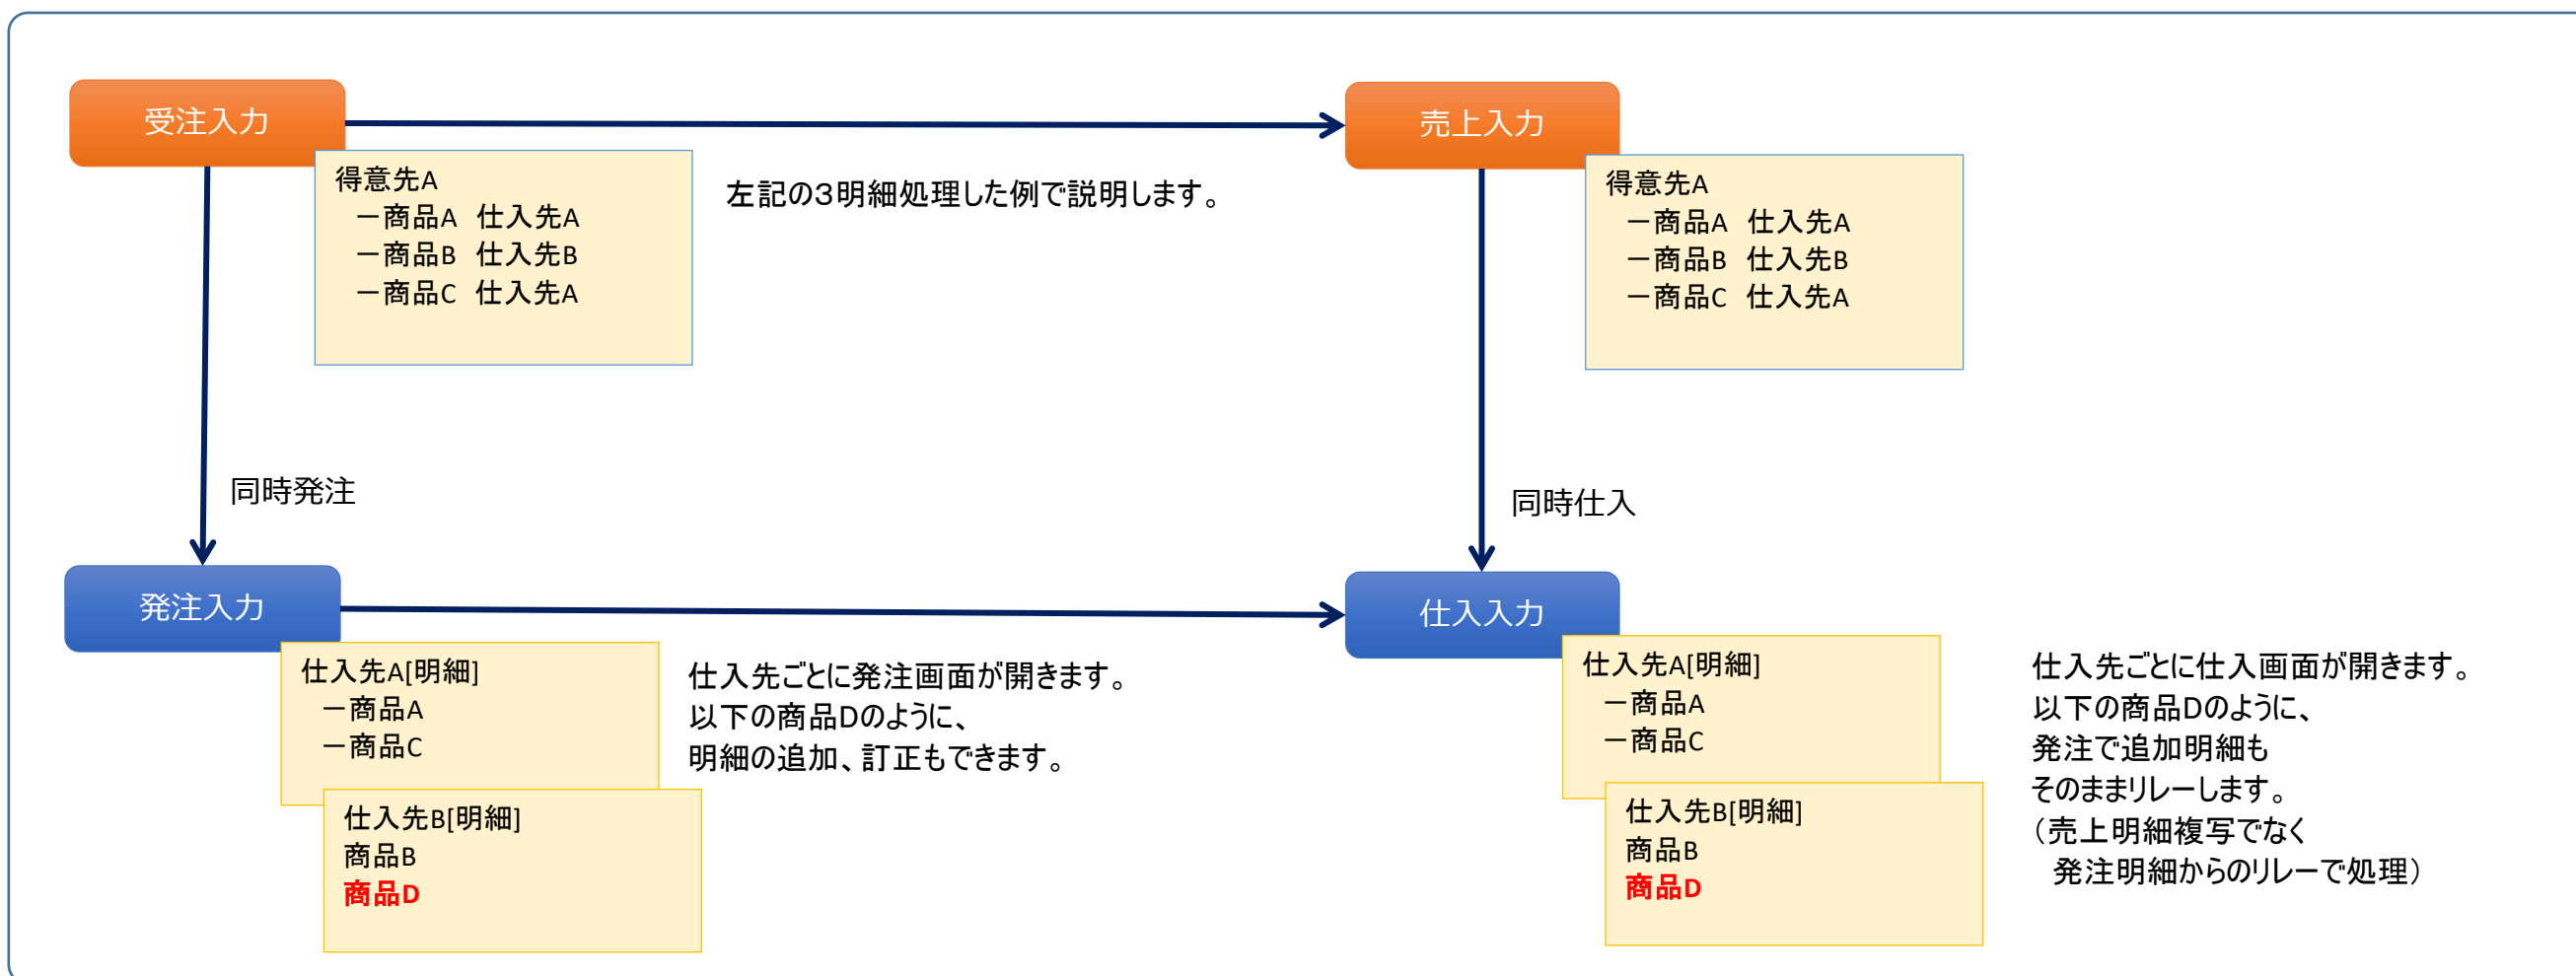 受注入力
得意先A
ー商品A 仕入先A
ー商品B 仕入先B
ー商品C 仕入先A
左記の３明細処理した例で説明します。
売上入力
得意先A
ー商品A 仕入先A
ー商品B 仕入先B
ー商品C 仕入先A
同時発注
同時仕入
発注入力
仕入先A[明細]
ー商品A
ー商品C
仕入先B[明細]
商品B
商品D
仕入先ごとに発注画面が開きます。
以下の商品Dのように、
明細の追加、訂正もできます。
仕入入力
仕入先A[明細]
ー商品A
ー商品C
仕入先B[明細]
商品B
商品D
仕入先ごとに仕入画面が開きます。
以下の商品Dのように、
発注で追加明細も
そのままリレーします。
（売上明細複写でなく
発注明細からのリレーで処理）